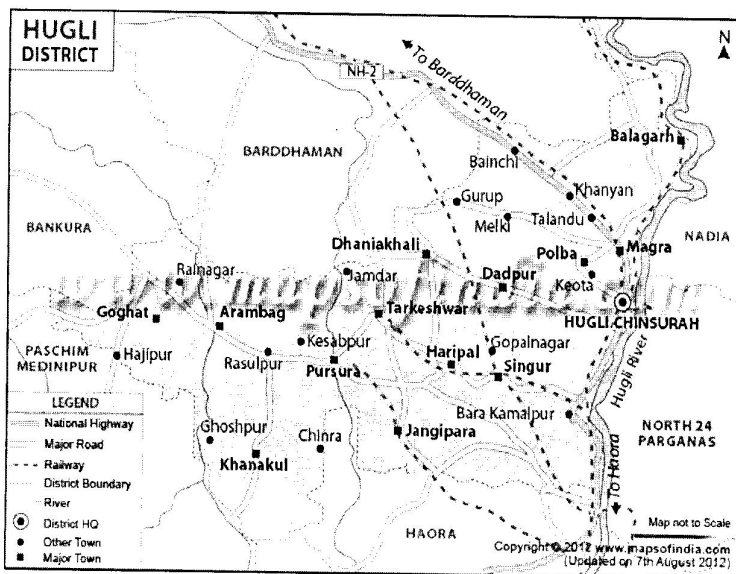 HUGLI
DISTRICT
N
NH-2
To Barddhaman
BARDDHAMAN
Balagarh
Bainchi
Khanyan
Gurup
BANKURA
Melki
Talandu
NADIA
Dhaniakhali
Polba
Magra
Rajnagar
Jamdar
Dadpur
Keota
Goghat
Arambag
Tarkeshwar
HUGLI-CHINSURAH
PASCHIM
MEDINIPUR
Hajipur
Kesabpur
Rasulpur
Pursura
Haripal
Gopalnagar
Singur
Hugli River
LEGEND
National Highway
Major Road
Railway
District Boundary
River
District HQ
Other Town
Major Town
Bara Kamalpur
NORTH 24
PARGANAS
Ghoshpur
Chinra
Jangipara
Khanakul
To Haora
HAORA
Map not to Scale
Copyright © 2012 www.mapsofindia.com
(Updated on 7th August 2012)